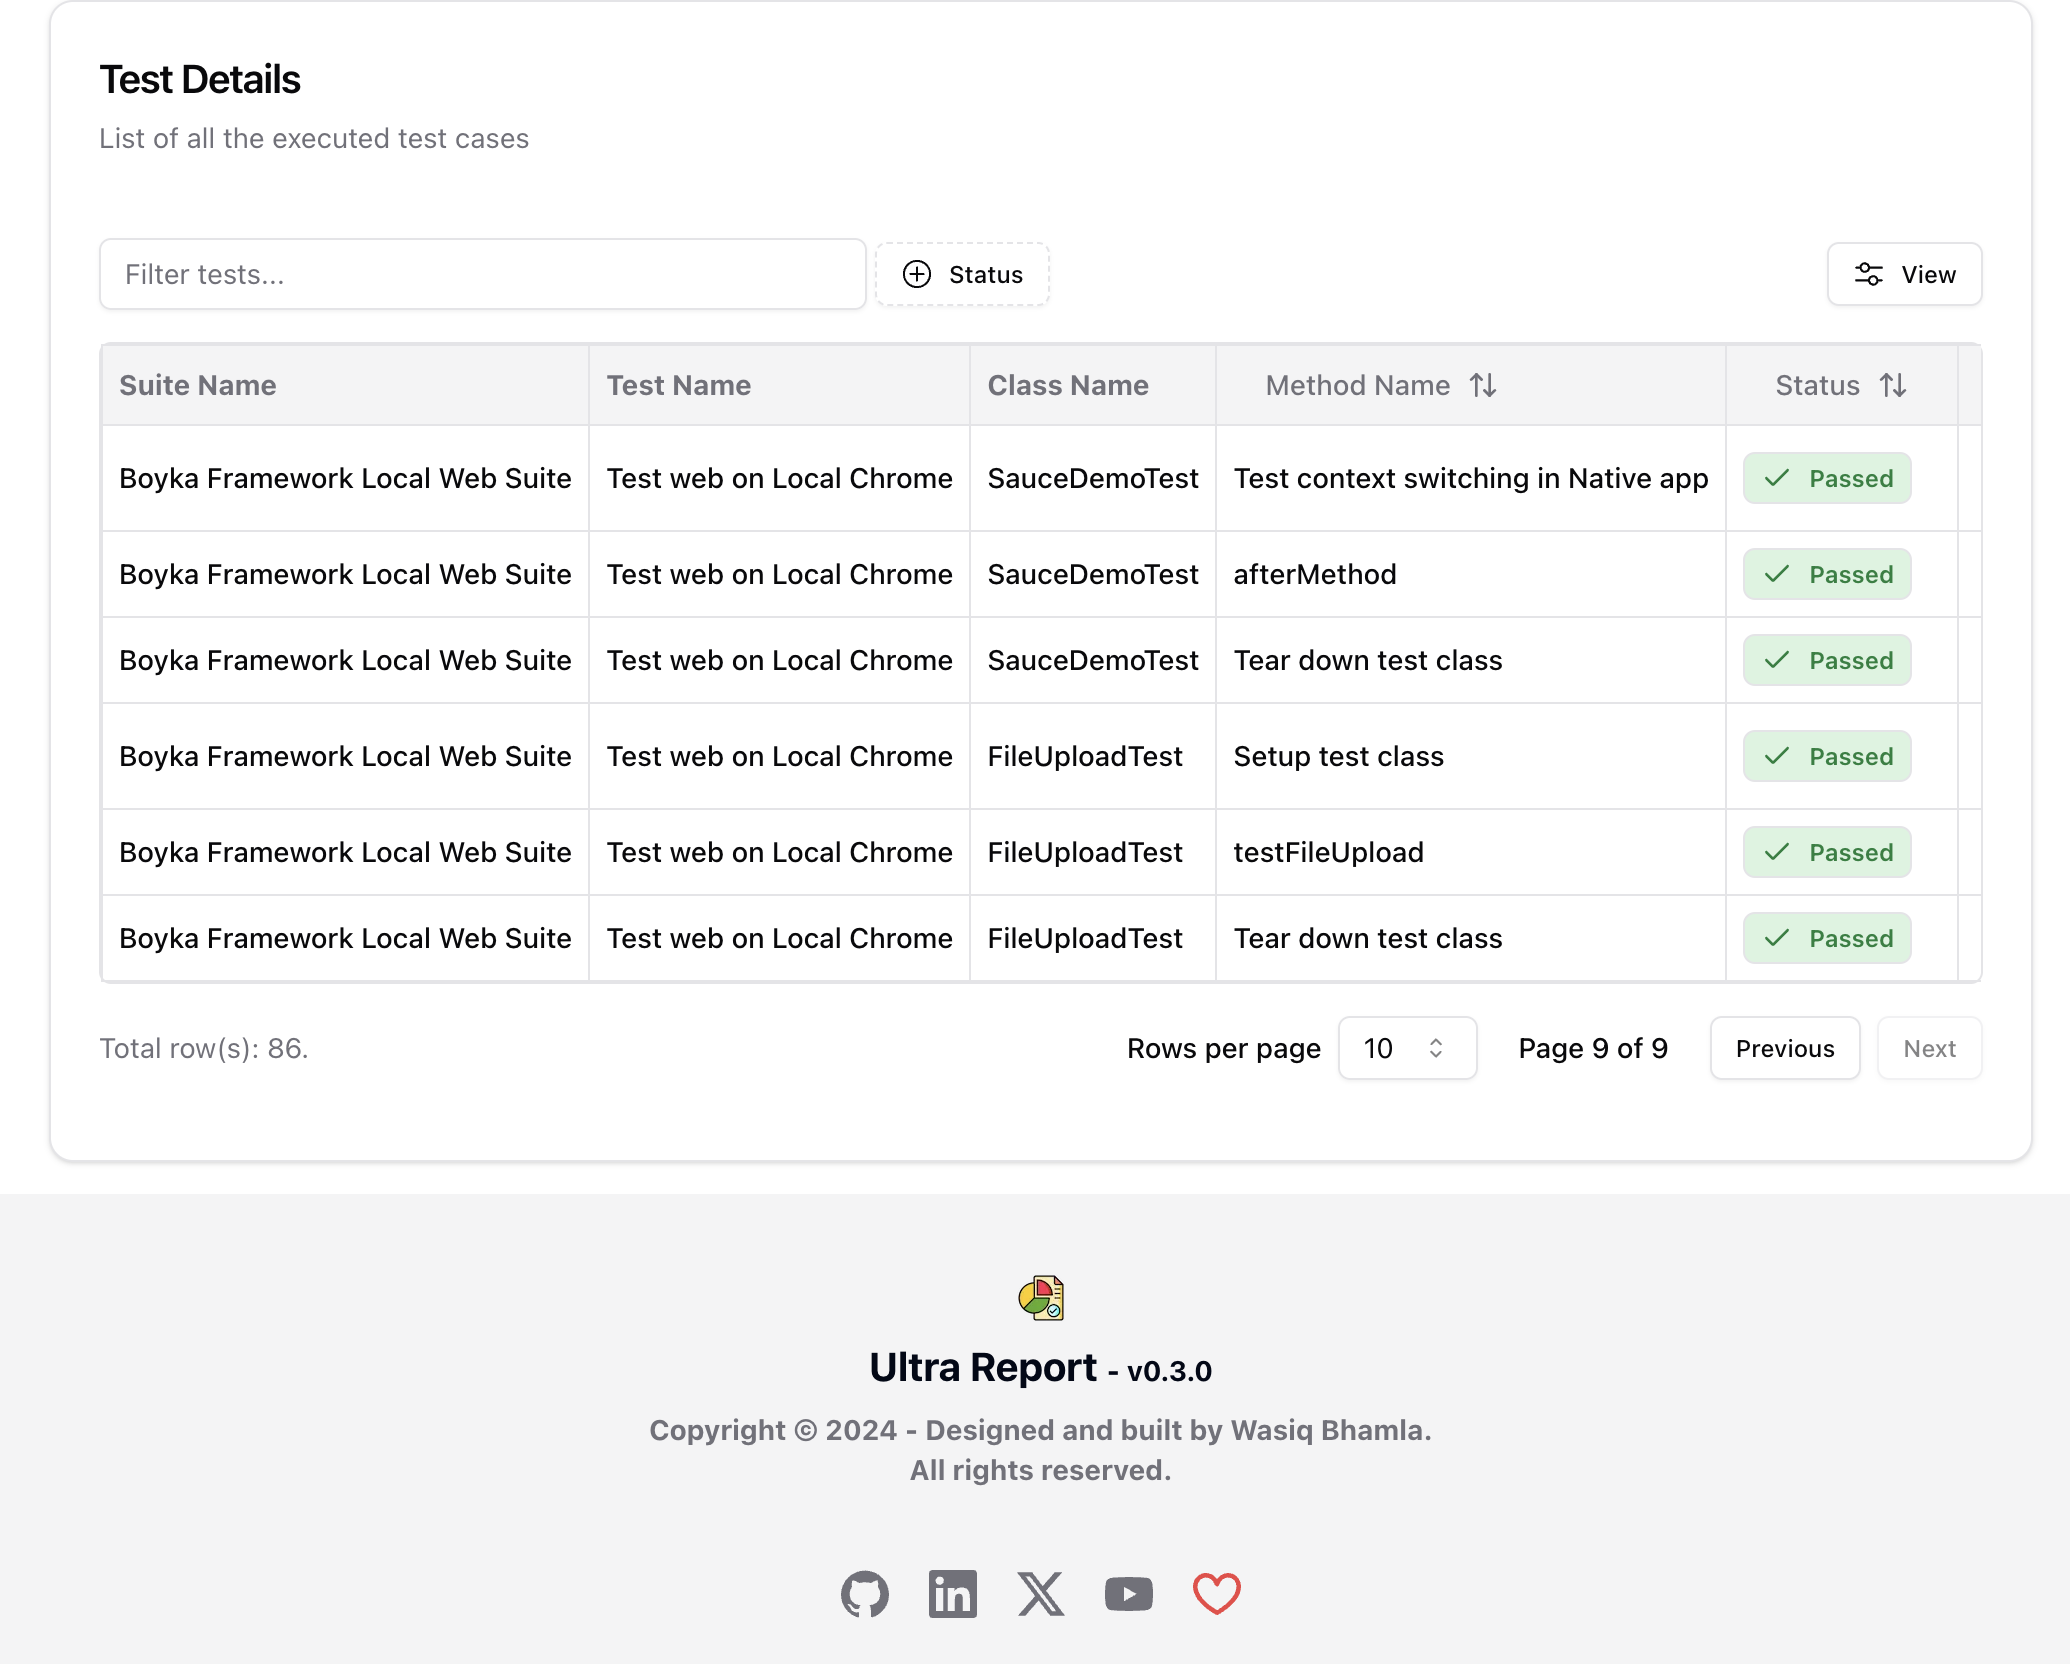 Test Details
List of all the executed test cases
Filter tests... Status View
Suite Name Test Name Class Name Method Name Status
Boyka Framework Local Web Suite Test web on Local Chrome SauceDemoTest Test context switching in Native app Passed
Boyka Framework Local Web Suite Test web on Local Chrome SauceDemoTest afterMethod Passed
Boyka Framework Local Web Suite Test web on Local Chrome SauceDemoTest Tear down test class Passed
Boyka Framework Local Web Suite Test web on Local Chrome FileUploadTest Setup test class Passed
Boyka Framework Local Web Suite Test web on Local Chrome FileUploadTest testFileUpload Passed
Boyka Framework Local Web Suite Test web on Local Chrome FileUploadTest Tear down test class Passed
Total row(s): 86. Rows per page 10 Page 9 of 9 Previous Next
Ultra Report - v0.3.0
Copyright © 2024 - Designed and built by Wasiq Bhamla.
All rights reserved.